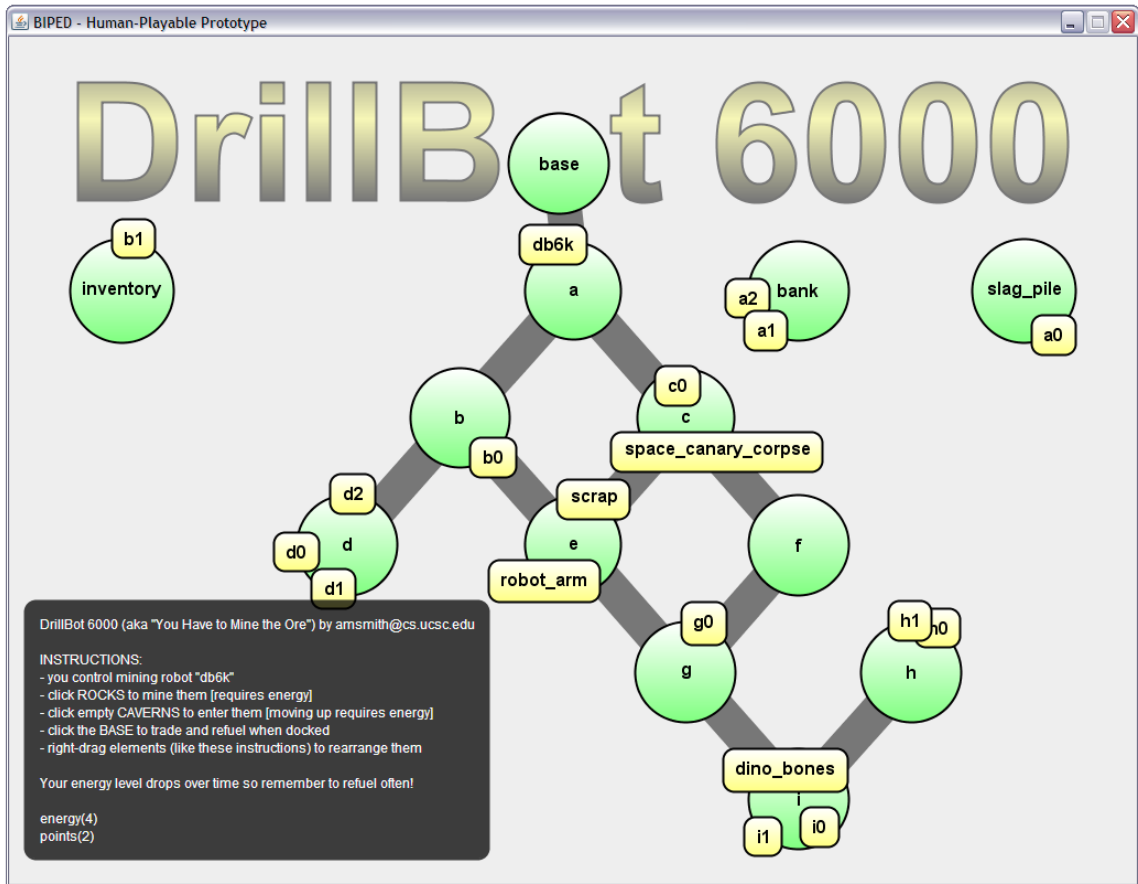 BIPED - Human-Playable Prototype
DrillBot 6000
base
b1
inventory
db6k
a
a2
bank
a1
slag_pile
a0
b
b0
c0
c
space_canary_corpse
d2
d
d0
d1
scrap
e
robot_arm
f
g0
g
h1
h0
h
dino_bones
i
i1
i0
DrillBot 6000 (aka "You Have to Mine the Ore") by amsmith@cs.ucsc.edu
INSTRUCTIONS:
- you control mining robot "db6k"
- click ROCKS to mine them [requires energy]
- click empty CAVERNS to enter them [moving up requires energy]
- click the BASE to trade and refuel when docked
- right-drag elements (like these instructions) to rearrange them
Your energy level drops over time so remember to refuel often!
energy(4)
points(2)